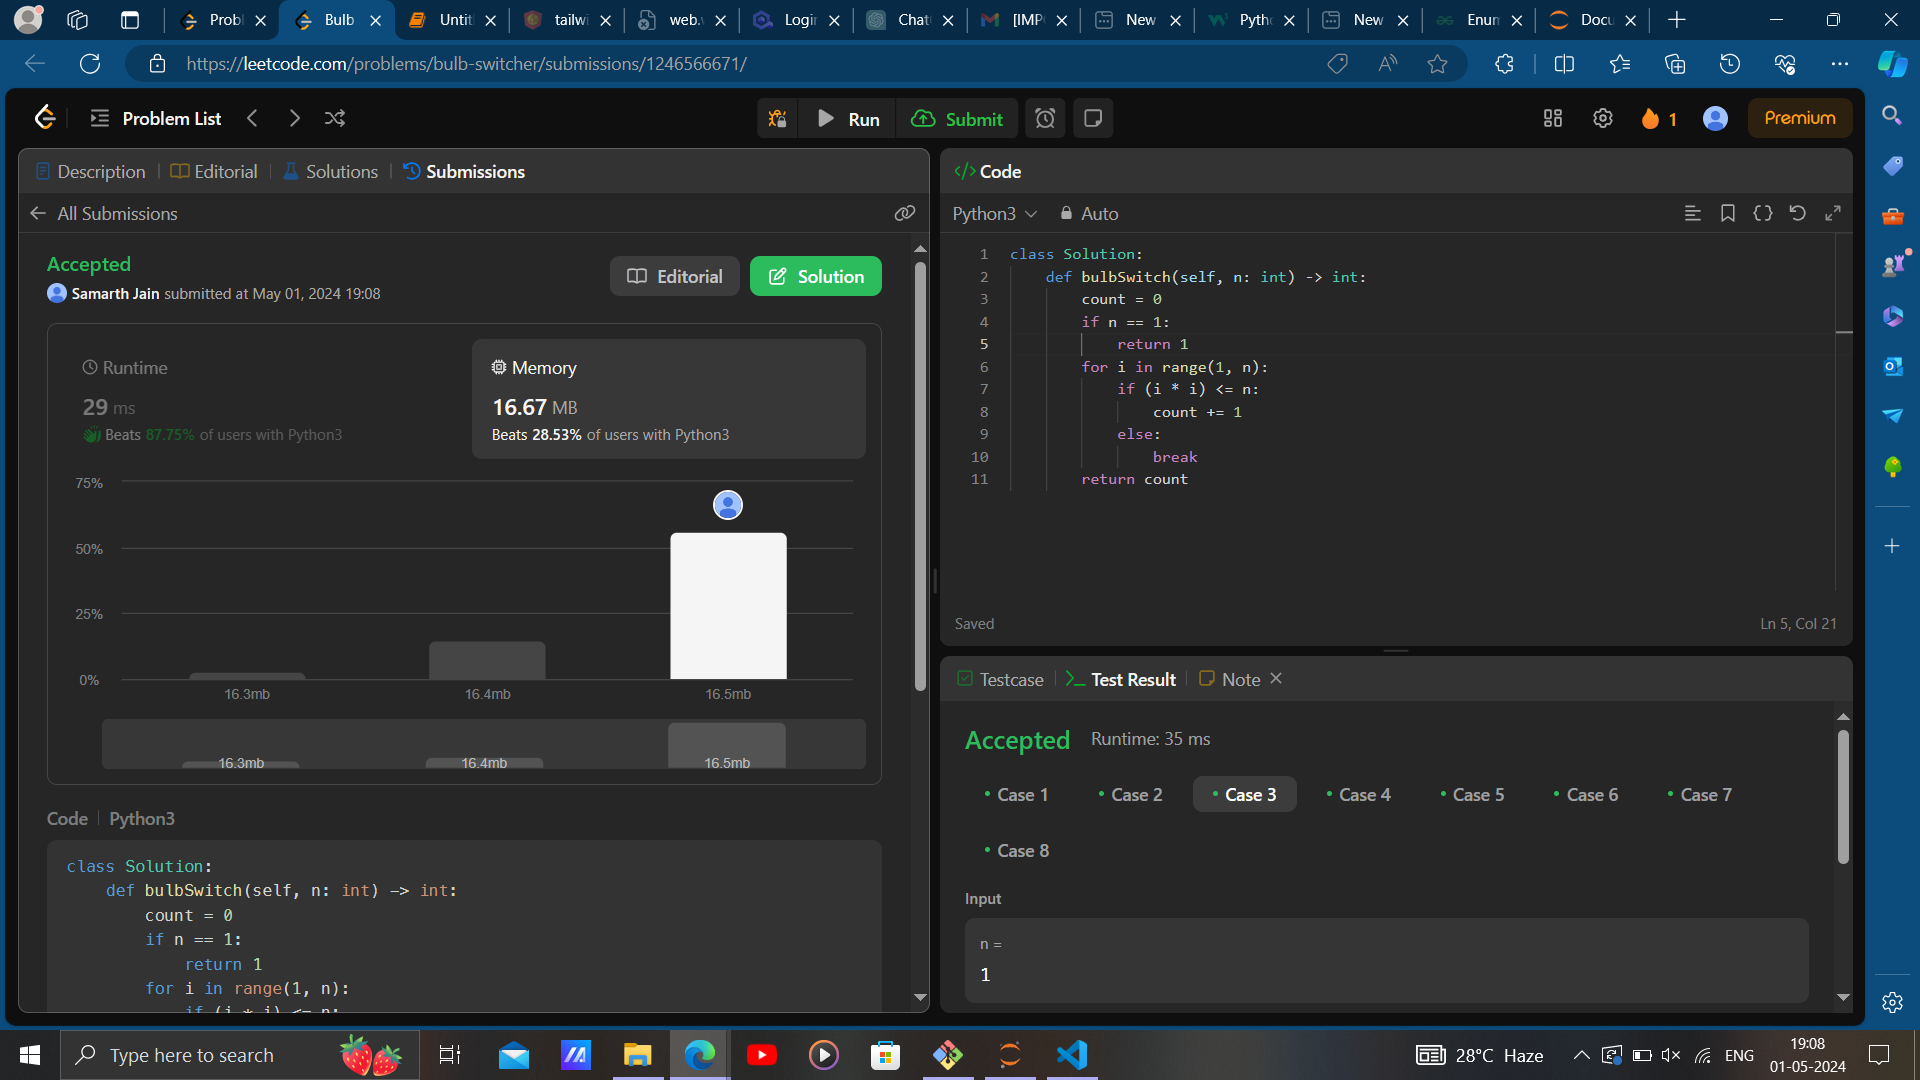 Probl
Bulb
Untit
tailwi
web.v
Login
Chat
[IMP
New
Pytho
New
Enum
Docu
https://leetcode.com/problems/bulb-switcher/submissions/1246566671/
Problem List
Run
Submit
1
Premium
Description
Editorial
Solutions
Submissions
All Submissions
Accepted
Samarth Jain submitted at May 01, 2024 19:08
Editorial
Solution
Runtime
29 ms
Beats 87.75% of users with Python3
Memory
16.67 MB
Beats 28.53% of users with Python3
75%
50%
25%
0%
16.3mb
16.4mb
16.5mb
16.3mb
16.4mb
16.5mb
Code
Python3
class Solution:
def bulbSwitch(self, n: int) -> int:
count = 0
if n == 1:
return 1
for i in range(1, n):
if (i * i) <= n:
Code
Python3
Auto
1 class Solution:
2 def bulbSwitch(self, n: int) -> int:
3 count = 0
4 if n == 1:
5 return 1
6 for i in range(1, n):
7 if (i * i) <= n:
8 count += 1
9 else:
10 break
11 return count
Saved
Ln 5, Col 21
Testcase
Test Result
Note
Accepted
Runtime: 35 ms
Case 1
Case 2
Case 3
Case 4
Case 5
Case 6
Case 7
Case 8
Input
n =
1
Type here to search
28°C Haze
ENG
19:08
01-05-2024